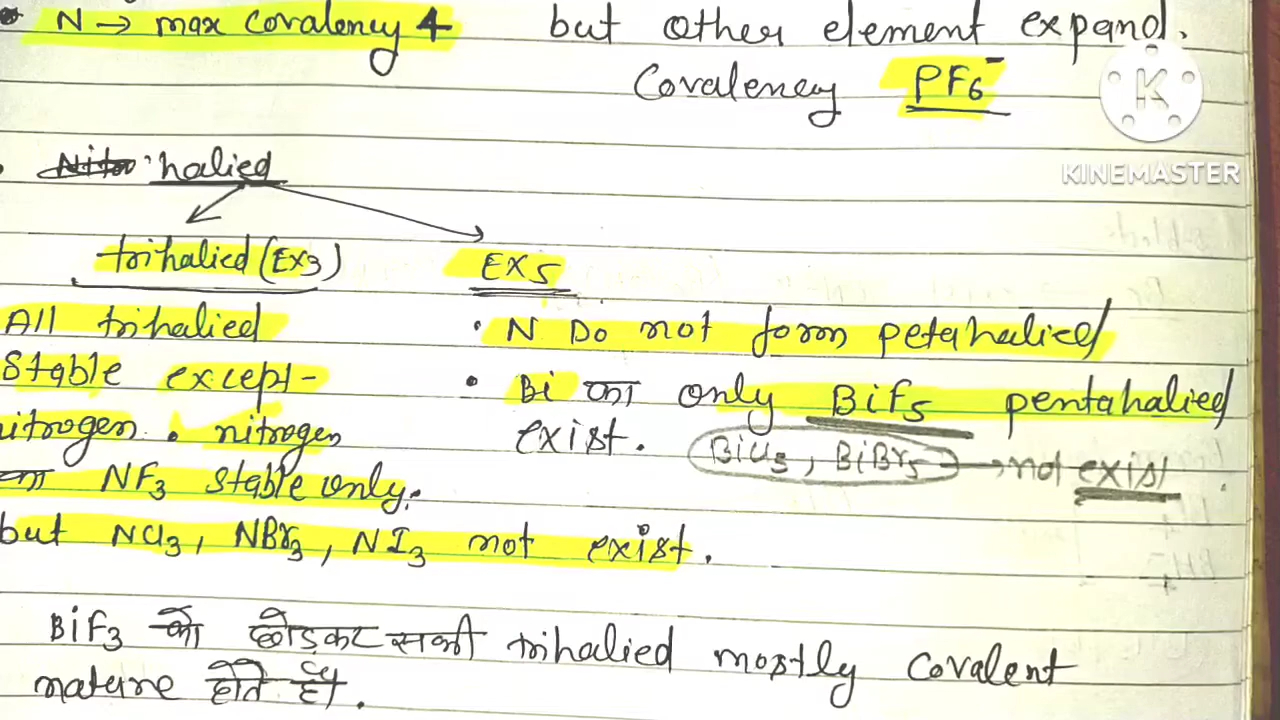 N → max covalency 4 but other element expand.
Covalency PF6⁻
K
KINEMASTER
halied
trihalied (EX3) EX5
All trihalied • N Do not form petahalied
Stable except- • Bi का only BiF5 pentahalied
itrogen. nitrogen exist. BiCl5, BiBr5 → not exist
का NF3 stable only.
but NCl3, NBr3, NI3 not exist.
BiF3 को छोडकर सभी trihalied mostly covalent
nature होते है.